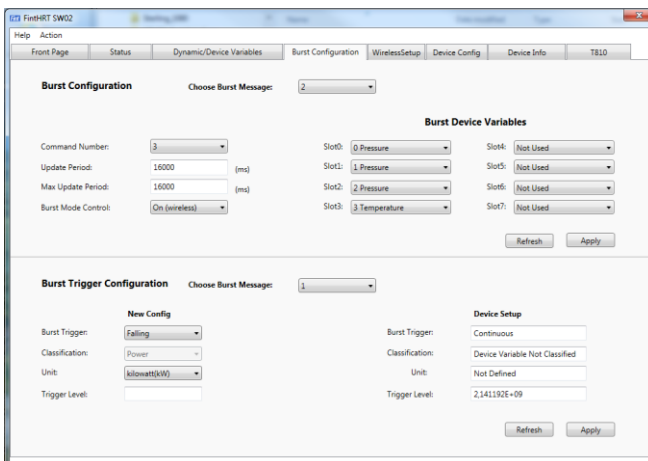 FintHRT SW02
Help Action
Front Page Status Dynamic/Device Variables Burst Configuration WirelessSetup Device Config Device Info T810
Burst Configuration Choose Burst Message: 2
Burst Device Variables
Command Number: 3 Slot0: 0 Pressure Slot4: Not Used
Update Period: 16000 (ms) Slot1: 1 Pressure Slot5: Not Used
Max Update Period: 16000 (ms) Slot2: 2 Pressure Slot6: Not Used
Burst Mode Control: On (wireless) Slot3: 3 Temperature Slot7: Not Used
Refresh Apply
Burst Trigger Configuration Choose Burst Message: 1
New Config Device Setup
Burst Trigger: Falling Burst Trigger: Continuous
Classification: Power Classification: Device Variable Not Classified
Unit: kilowatt(kW) Unit: Not Defined
Trigger Level: Trigger Level: 2,141192E+09
Refresh Apply